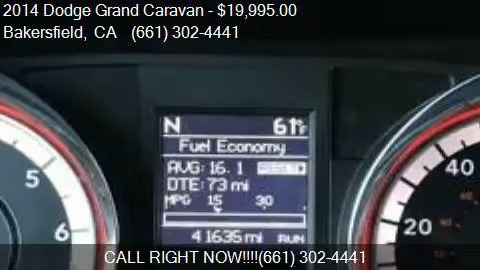 2014 Dodge Grand Caravan - $19,995.00
Bakersfield, CA (661) 302-4441
N 61°F
Fuel Economy
AVG: 16.1 RESET
DTE: 73 mi
MPG 15 30
41635 mi RUN
5
6
40
20
CALL RIGHT NOW!!!!(661) 302-4441